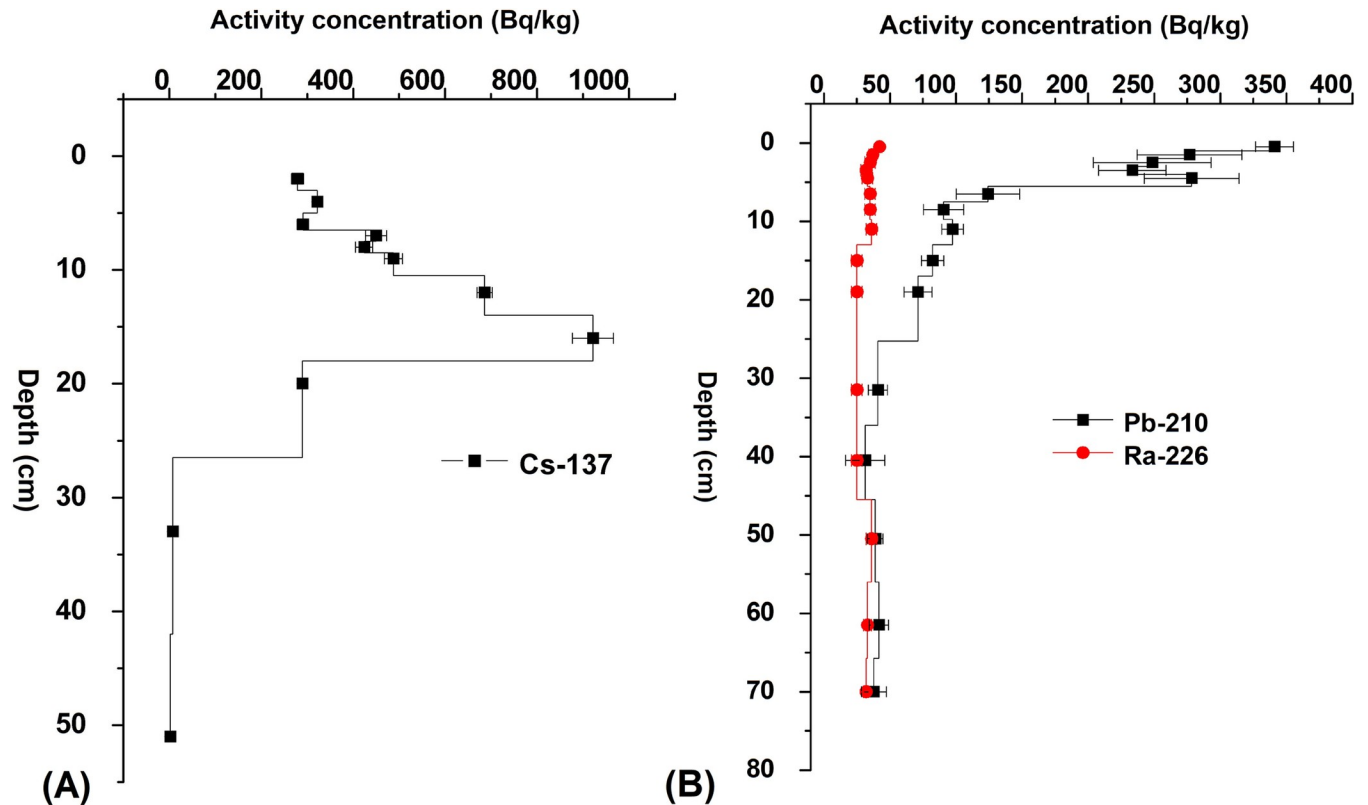 Activity concentration (Bq/kg)
0 200 400 600 800 1000
0
10
20
30
40
50
Depth (cm)
Cs-137
(A)
Activity concentration (Bq/kg)
0 50 100 150 200 250 300 350 400
0
10
20
30
40
50
60
70
80
Depth (cm)
Pb-210
Ra-226
(B)